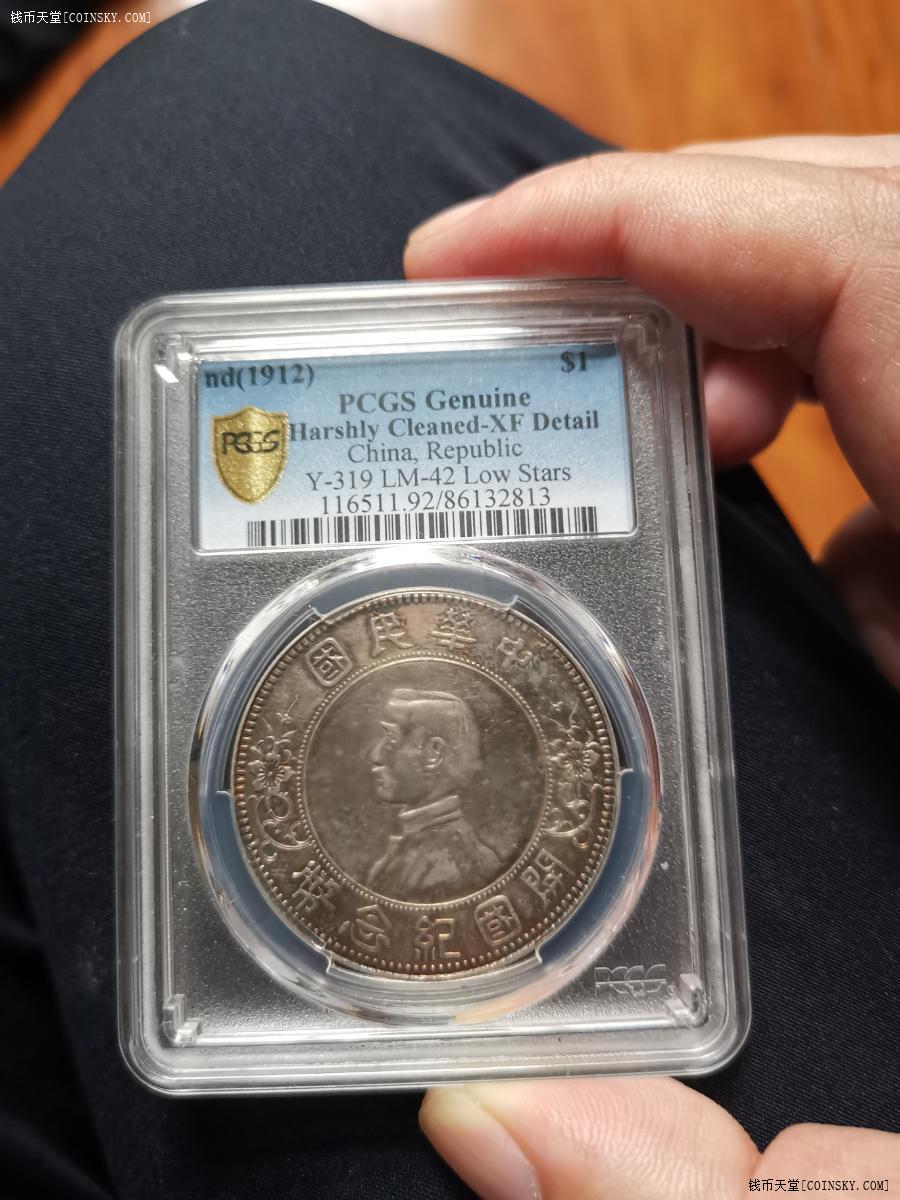 钱币天堂[COINSKY.COM]
nd(1912) $1
PCGS Genuine
PCGS
Harshly Cleaned-XF Detail
China, Republic
Y-319 LM-42 Low Stars
116511.92/86132813
中華民國
開國紀念幣
PCGS
钱币天堂[COINSKY.COM]